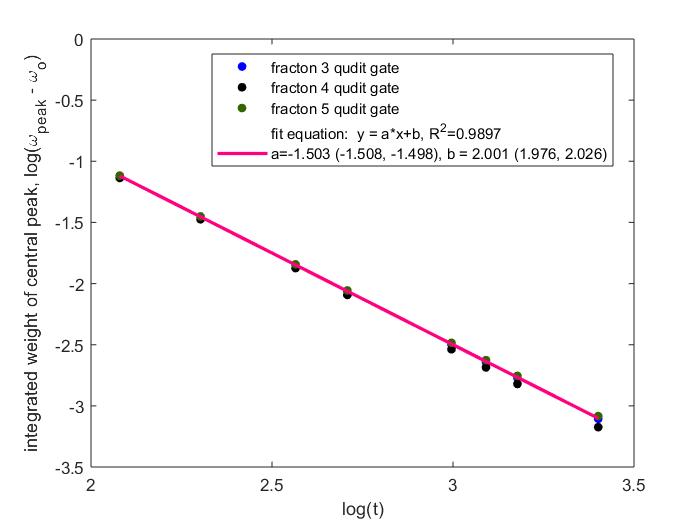 0
-0.5
-1
-1.5
-2
-2.5
-3
-3.5
2
2.5
3
3.5
log(t)
integrated weight of central peak, log(ω_peak - ω_o)
fracton 3 qudit gate
fracton 4 qudit gate
fracton 5 qudit gate
fit equation: y = a*x+b, R^2=0.9897
a=-1.503 (-1.508, -1.498), b = 2.001 (1.976, 2.026)